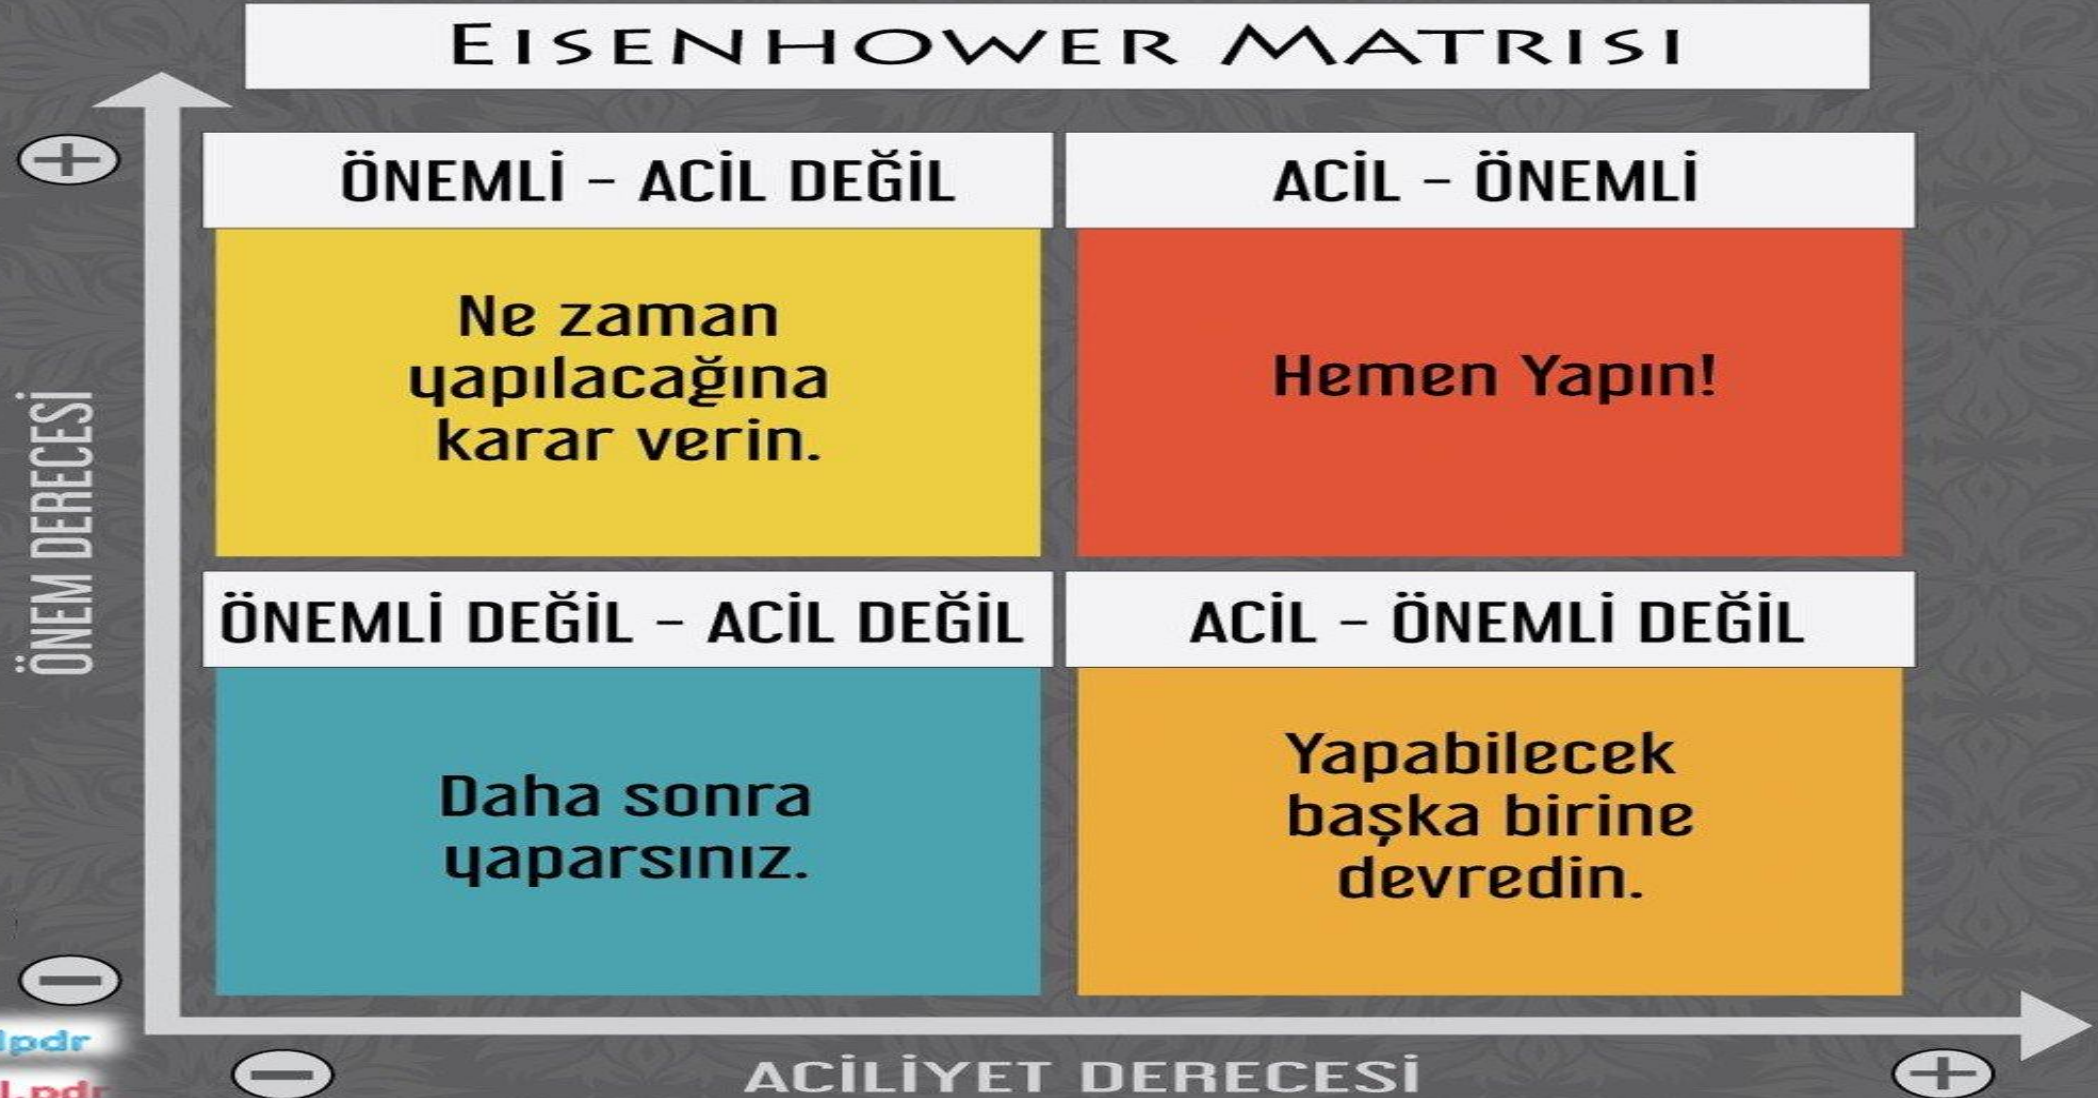 EISENHOWER MATRISI
ÖNEMLİ - ACİL DEĞİL
ACİL - ÖNEMLİ
Ne zaman
yapılacağına
karar verin.
Hemen Yapın!
ÖNEM DERECESİ
ÖNEMLİ DEĞİL - ACİL DEĞİL
ACİL - ÖNEMLİ DEĞİL
Daha sonra
yaparsınız.
Yapabilecek
başka birine
devredin.
ACİLİYET DERECESİ